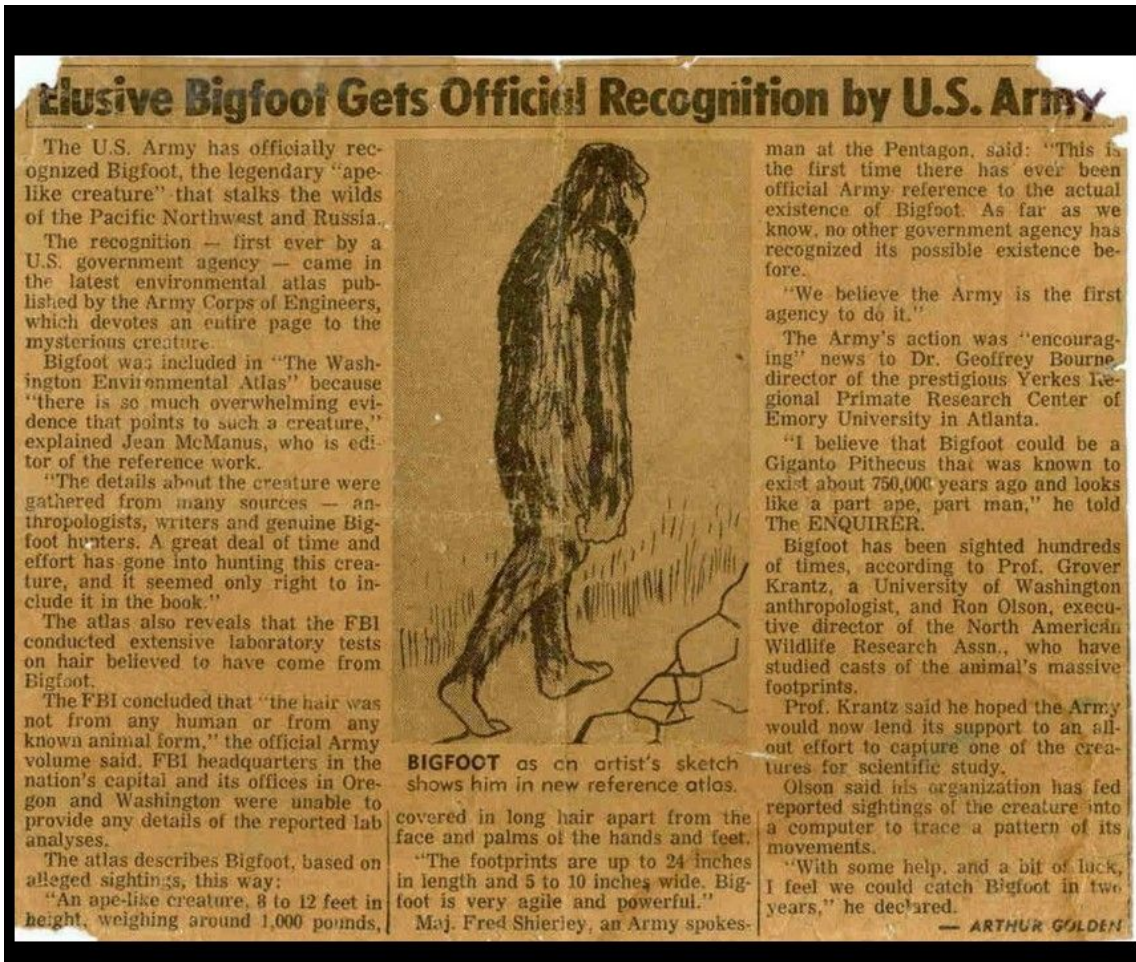 Elusive Bigfoot Gets Official Recognition by U.S. Army
The U.S. Army has officially rec-
ognized Bigfoot, the legendary “ape-
like creature” that stalks the wilds
of the Pacific Northwest and Russia.
The recognition — first ever by a
U.S. government agency — came in
the latest environmental atlas pub-
lished by the Army Corps of Engineers,
which devotes an entire page to the
mysterious creature.
Bigfoot was included in “The Wash-
ington Environmental Atlas” because
“there is so much overwhelming evi-
dence that points to such a creature,”
explained Jean McManus, who is edi-
tor of the reference work.
“The details about the creature were
gathered from many sources — an-
thropologists, writers and genuine Big-
foot hunters. A great deal of time and
effort has gone into hunting this crea-
ture, and it seemed only right to in-
clude it in the book.”
The atlas also reveals that the FBI
conducted extensive laboratory tests
on hair believed to have come from
Bigfoot.
The FBI concluded that “the hair was
not from any human or from any
known animal form,” the official Army
volume said. FBI headquarters in the
nation's capital and its offices in Ore-
gon and Washington were unable to
provide any details of the reported lab
analyses.
The atlas describes Bigfoot, based on
alleged sightings, this way:
“An ape-like creature, 8 to 12 feet in
height, weighing around 1,000 pounds,
BIGFOOT as an artist's sketch
shows him in new reference atlas.
covered in long hair apart from the
face and palms of the hands and feet.
“The footprints are up to 24 inches
in length and 5 to 10 inches wide. Big-
foot is very agile and powerful.”
Maj. Fred Shierley, an Army spokes-
man at the Pentagon, said: “This is
the first time there has ever been
official Army reference to the actual
existence of Bigfoot. As far as we
know, no other government agency has
recognized its possible existence be-
fore.
“We believe the Army is the first
agency to do it.”
The Army's action was “encourag-
ing” news to Dr. Geoffrey Bourne,
director of the prestigious Yerkes Re-
gional Primate Research Center of
Emory University in Atlanta.
“I believe that Bigfoot could be a
Giganto Pithecus that was known to
exist about 750,000 years ago and looks
like a part ape, part man,” he told
The ENQUIRER.
Bigfoot has been sighted hundreds
of times, according to Prof. Grover
Krantz, a University of Washington
anthropologist, and Ron Olson, execu-
tive director of the North American
Wildlife Research Assn., who have
studied casts of the animal's massive
footprints.
Prof. Krantz said he hoped the Army
would now lend its support to an all-
out effort to capture one of the crea-
tures for scientific study.
Olson said his organization has fed
reported sightings of the creature into
a computer to trace a pattern of its
movements.
“With some help, and a bit of luck,
I feel we could catch Bigfoot in two
years,” he declared.
— ARTHUR GOLDEN